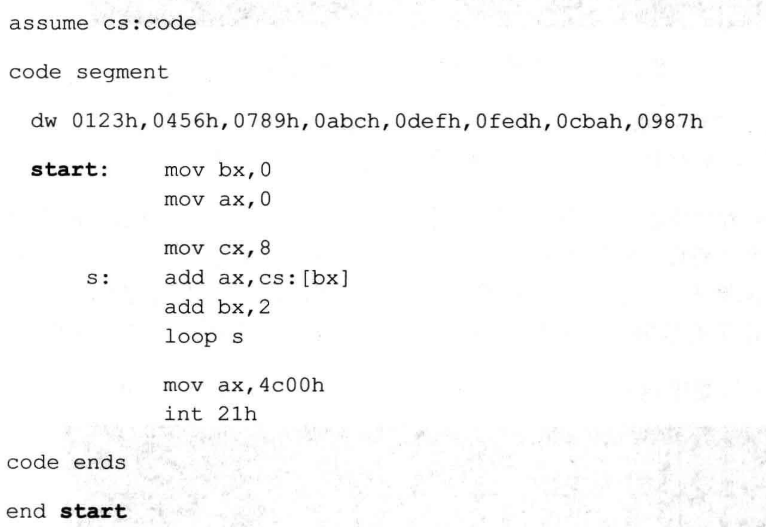 assume cs:code
code segment
dw 0123h,0456h,0789h,0abch,0defh,0fedh,0cbah,0987h
start: mov bx,0
mov ax,0
mov cx,8
s: add ax,cs:[bx]
add bx,2
loop s
mov ax,4c00h
int 21h
code ends
end start